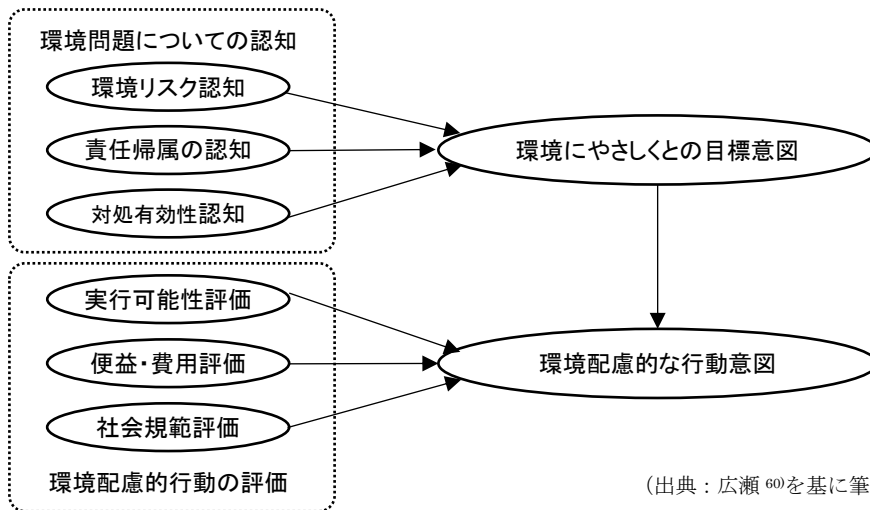 環境問題についての認知
環境リスク認知
責任帰属の認知
対処有効性認知
環境にやさしくとの目標意図
実行可能性評価
便益・費用評価
社会規範評価
環境配慮的行動の評価
環境配慮的な行動意図
(出典：広瀬 60)を基に筆